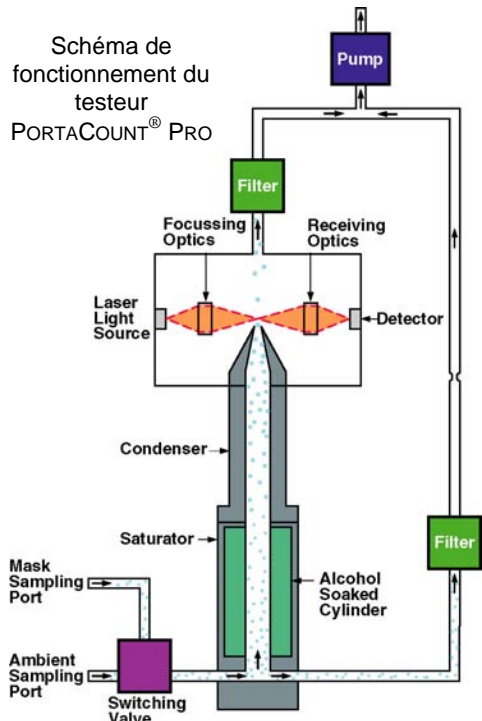 Schéma de
fonctionnement du
testeur
PORTACOUNT® PRO
Pump
Filter
Focussing
Optics
Receiving
Optics
Laser
Light
Source
Detector
Condenser
Saturator
Filter
Mask
Sampling
Port
Alcohol
Soaked
Cylinder
Ambient
Sampling
Port
Switching
Valve